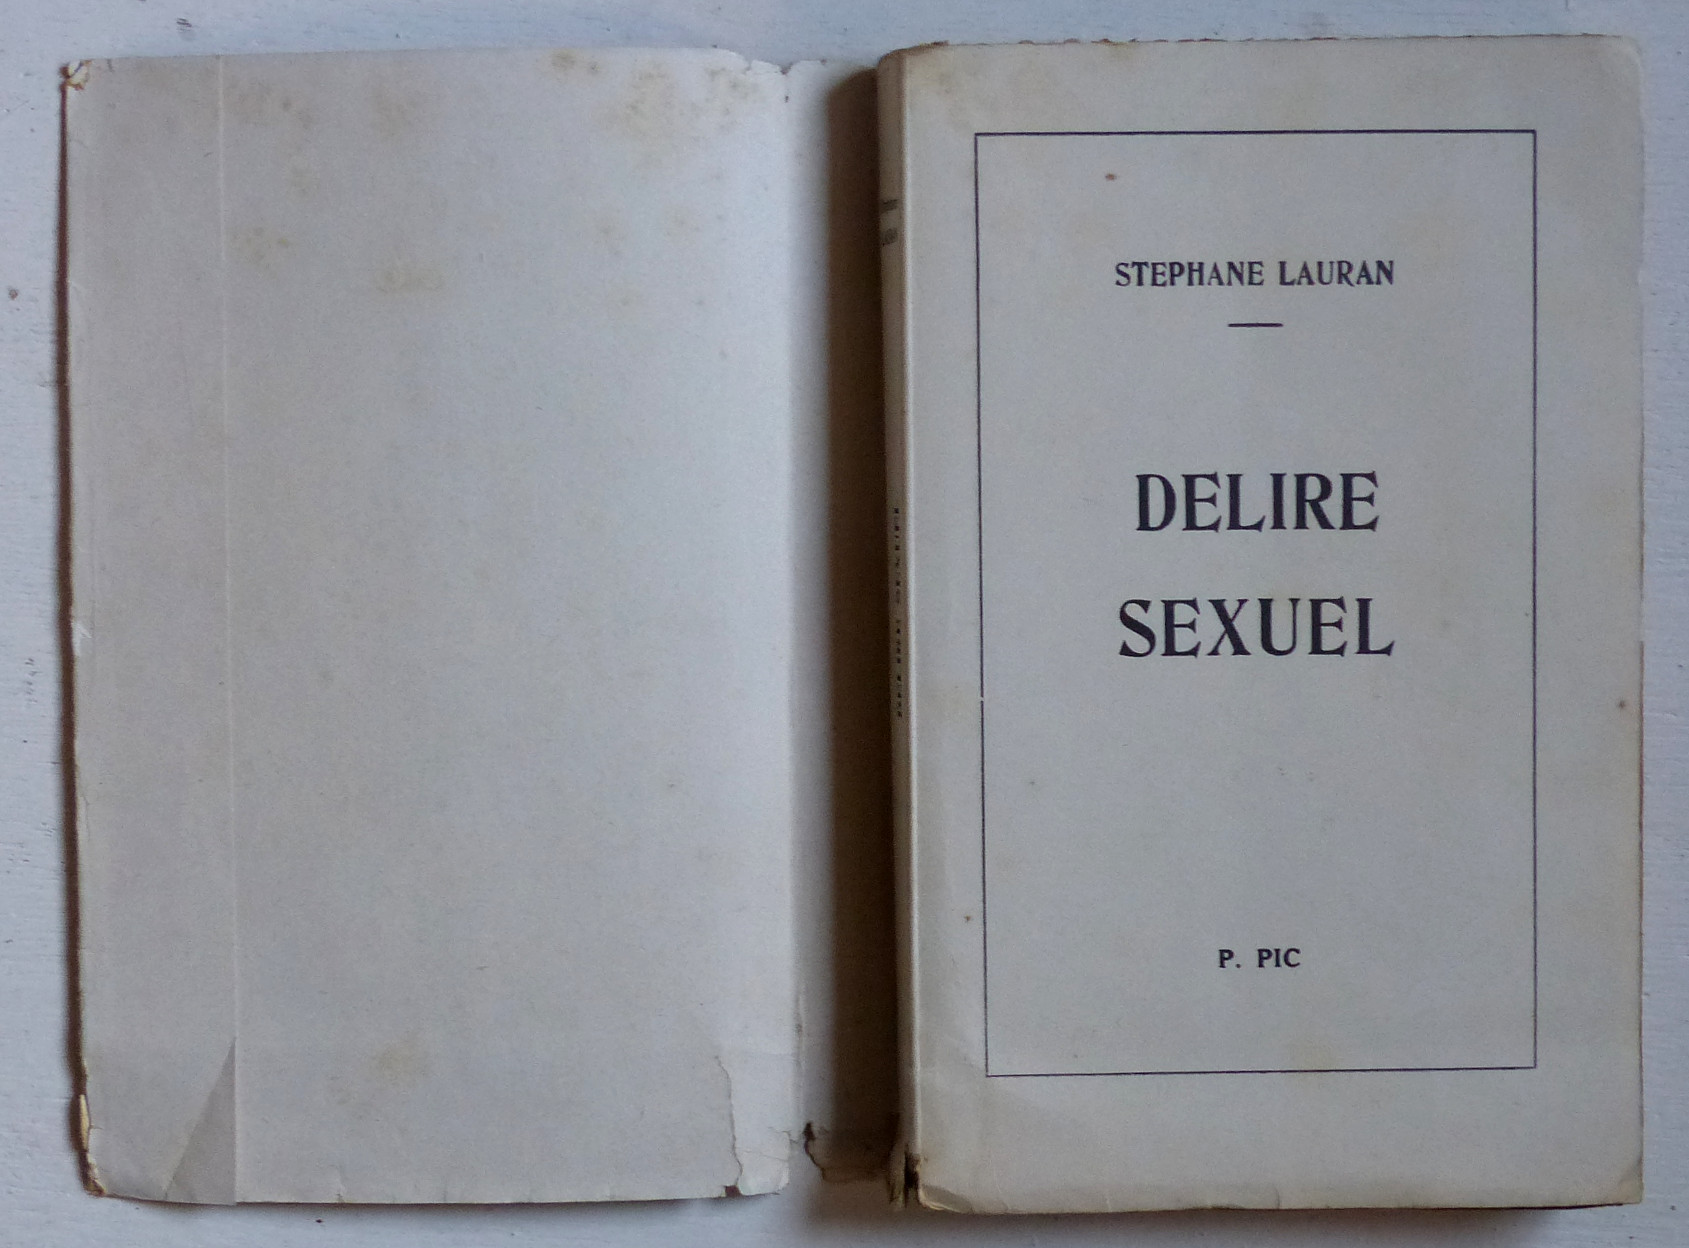 STEPHANE LAURAN
DELIRE
SEXUEL
P. PIC